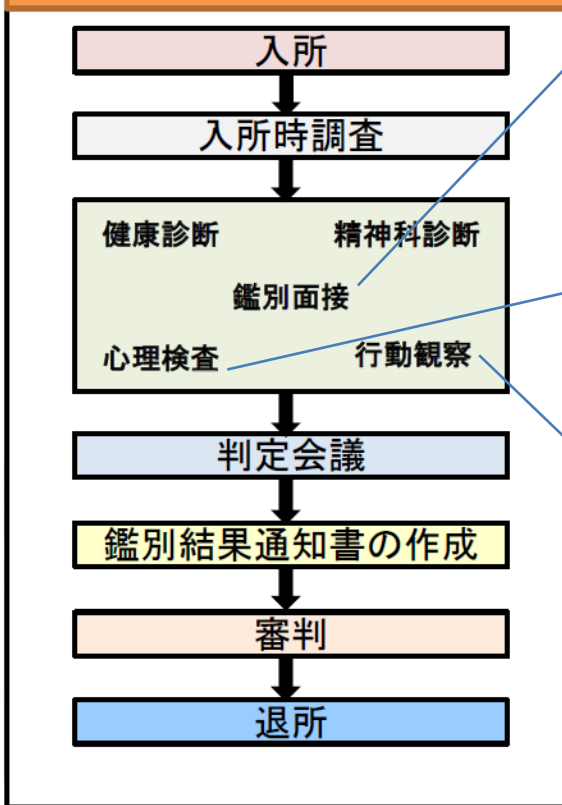 入所
入所時調査
健康診断 精神科診断
鑑別面接
心理検査 行動観察
判定会議
鑑別結果通知書の作成
審判
退所